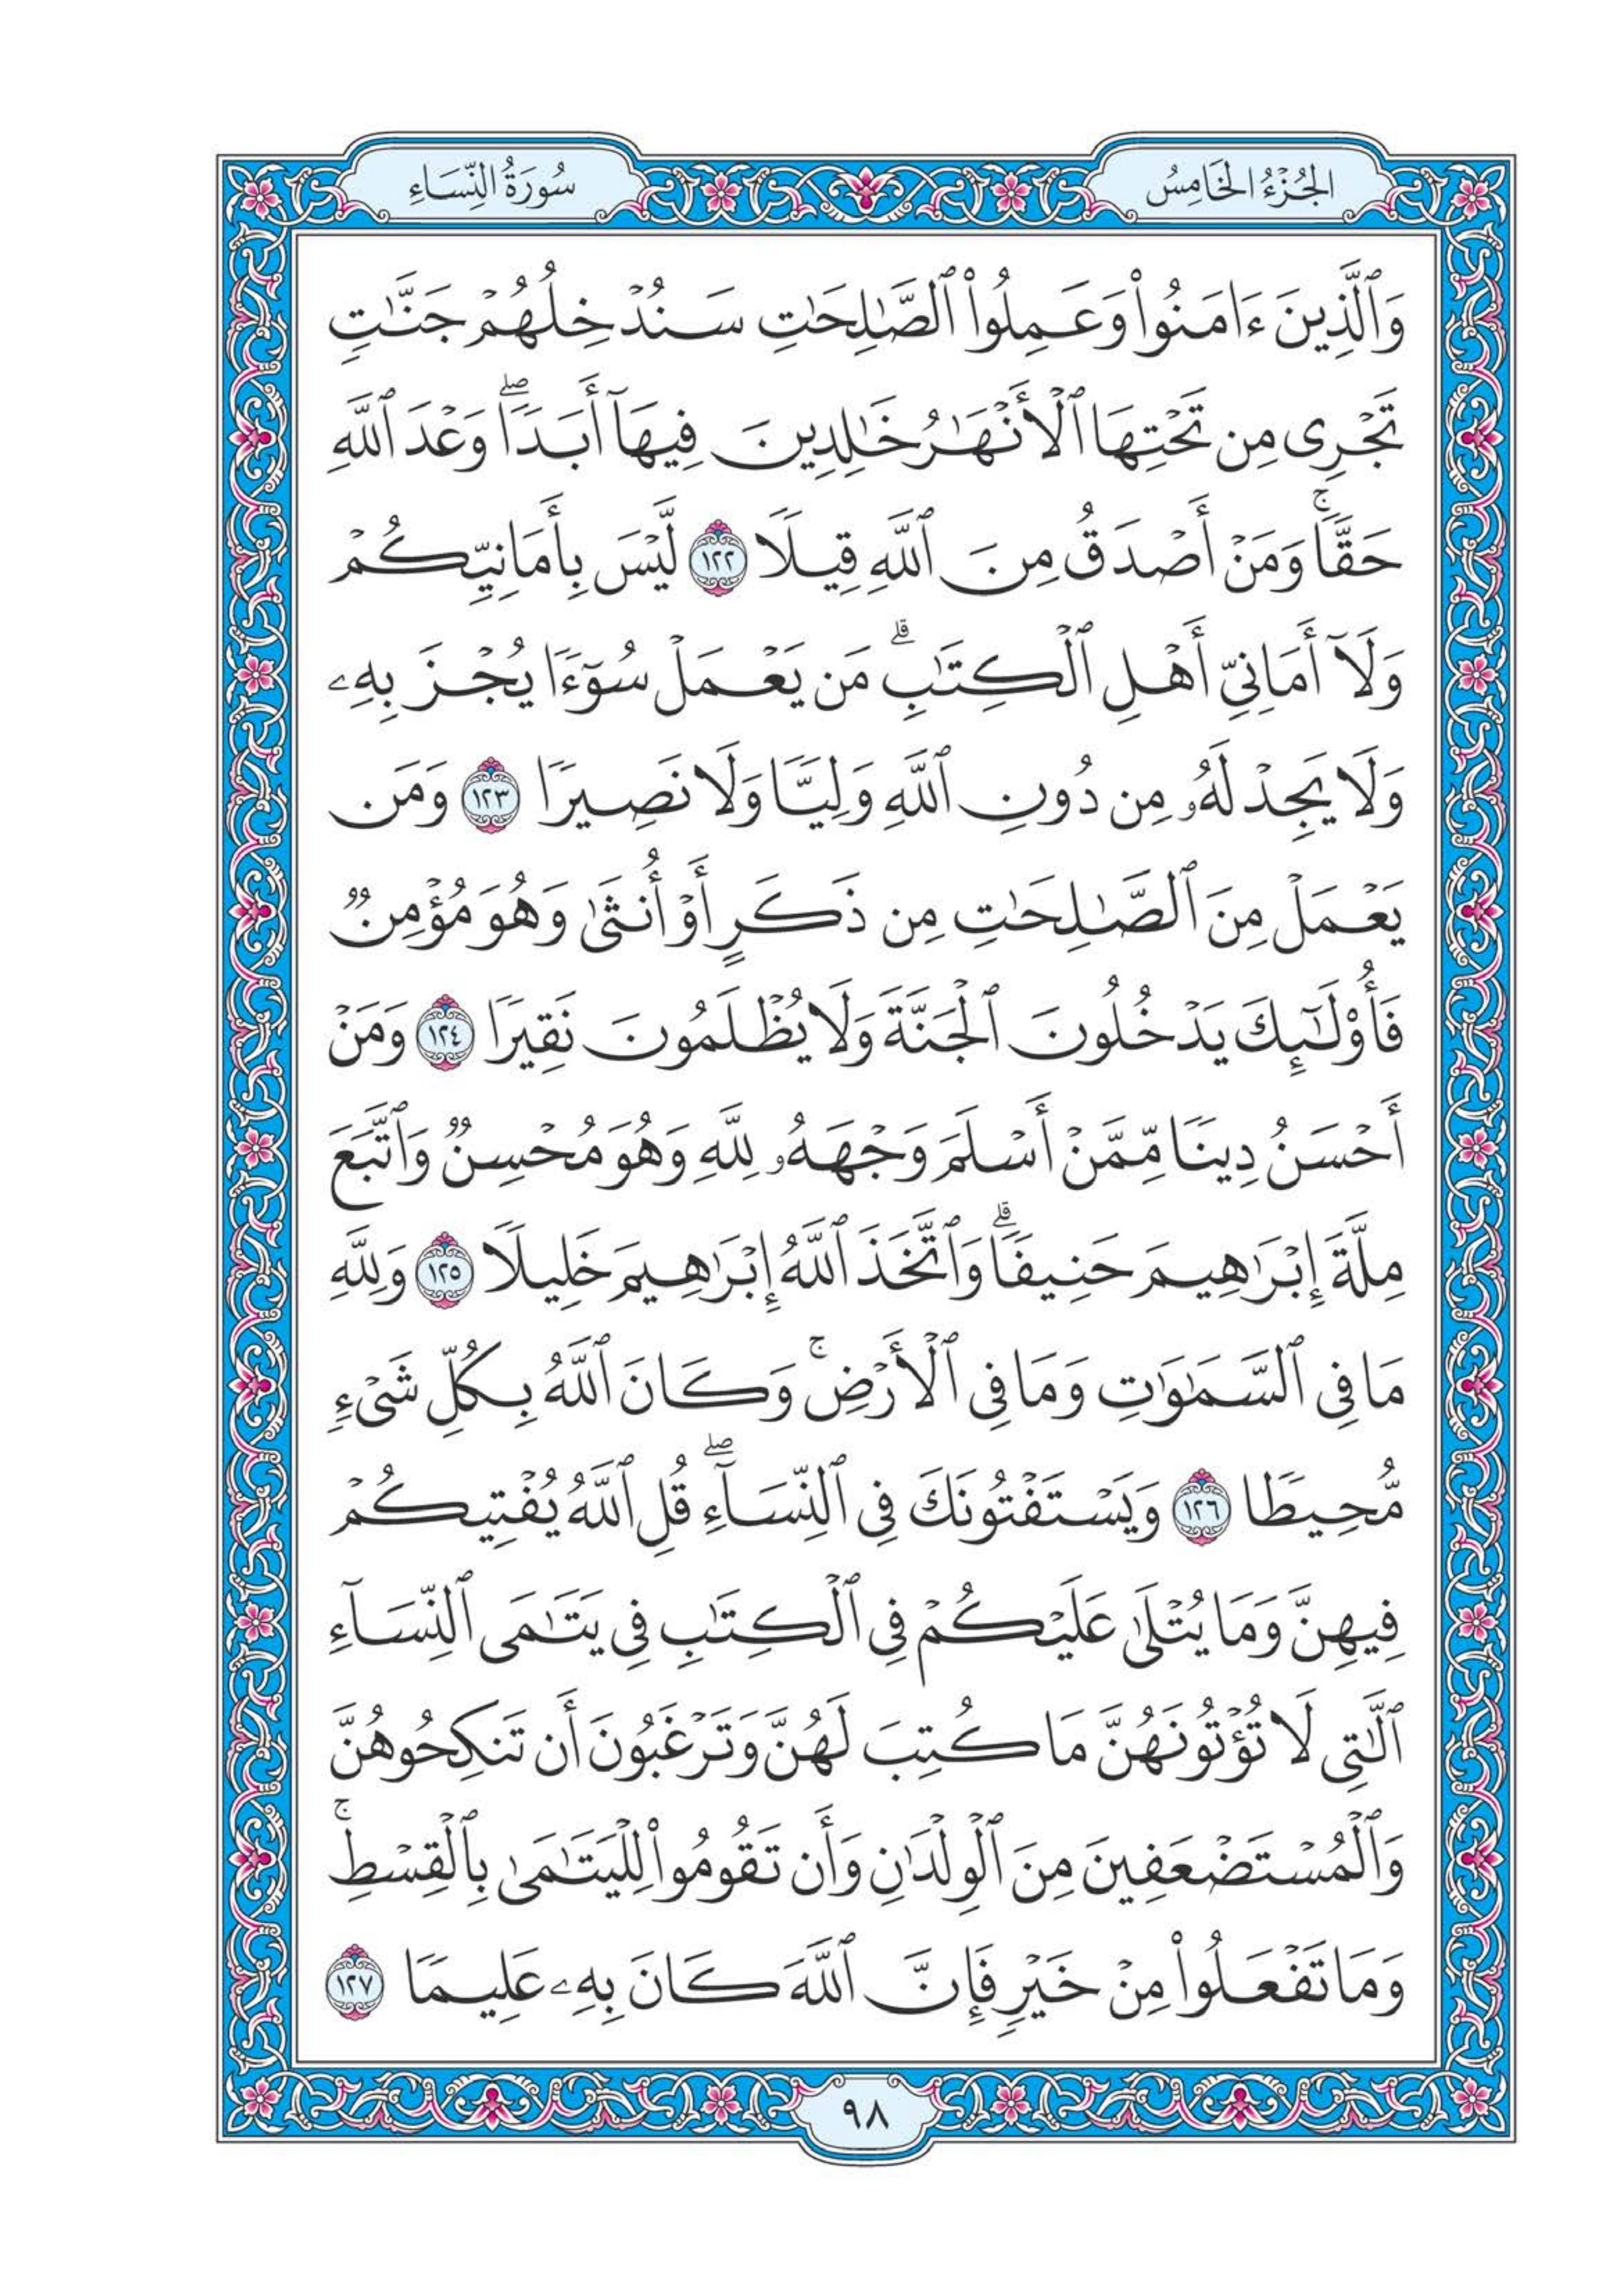 الجُزْءُ الخَامِسُ
سُورَةُ النِّسَاءِ
وَٱلَّذِينَ ءَامَنُوا۟ وَعَمِلُوا۟ ٱلصَّـٰلِحَـٰتِ سَنُدْخِلُهُمْ جَنَّـٰتٍ
تَجْرِى مِن تَحْتِهَا ٱلْأَنْهَـٰرُ خَـٰلِدِينَ فِيهَآ أَبَدًۭا ۖ وَعْدَ ٱللَّهِ
حَقًّۭا ۚ وَمَنْ أَصْدَقُ مِنَ ٱللَّهِ قِيلًۭا ١٢٢ لَّيْسَ بِأَمَانِيِّكُمْ
وَلَآ أَمَانِىِّ أَهْلِ ٱلْكِتَـٰبِ ۗ مَن يَعْمَلْ سُوٓءًۭا يُجْزَ بِهِۦ
وَلَا يَجِدْ لَهُۥ مِن دُونِ ٱللَّهِ وَلِيًّۭا وَلَا نَصِيرًۭا ١٢٣ وَمَن
يَعْمَلْ مِنَ ٱلصَّـٰلِحَـٰتِ مِن ذَكَرٍ أَوْ أُنثَىٰ وَهُوَ مُؤْمِنٌۭ
فَأُو۟لَـٰٓئِكَ يَدْخُلُونَ ٱلْجَنَّةَ وَلَا يُظْلَمُونَ نَقِيرًۭا ١٢٤ وَمَنْ
أَحْسَنُ دِينًۭا مِّمَّنْ أَسْلَمَ وَجْهَهُۥ لِلَّهِ وَهُوَ مُحْسِنٌۭ وَٱتَّبَعَ
مِلَّةَ إِبْرَٰهِيمَ حَنِيفًۭا ۗ وَٱتَّخَذَ ٱللَّهُ إِبْرَٰهِيمَ خَلِيلًۭا ١٢٥ وَلِلَّهِ
مَا فِى ٱلسَّمَـٰوَٰتِ وَمَا فِى ٱلْأَرْضِ ۚ وَكَانَ ٱللَّهُ بِكُلِّ شَىْءٍۢ
مُّحِيطًۭا ١٢٦ وَيَسْتَفْتُونَكَ فِى ٱلنِّسَآءِ ۖ قُلِ ٱللَّهُ يُفْتِيكُمْ
فِيهِنَّ وَمَا يُتْلَىٰ عَلَيْكُمْ فِى ٱلْكِتَـٰبِ فِى يَتَـٰمَى ٱلنِّسَآءِ
ٱلَّـٰتِى لَا تُؤْتُونَهُنَّ مَا كُتِبَ لَهُنَّ وَتَرْغَبُونَ أَن تَنكِحُوهُنَّ
وَٱلْمُسْتَضْعَفِينَ مِنَ ٱلْوِلْدَٰنِ وَأَن تَقُومُوا۟ لِلْيَتَـٰمَىٰ بِٱلْقِسْطِ ۚ
وَمَا تَفْعَلُوا۟ مِنْ خَيْرٍۢ فَإِنَّ ٱللَّهَ كَانَ بِهِۦ عَلِيمًۭا ١٢٧
٩٨